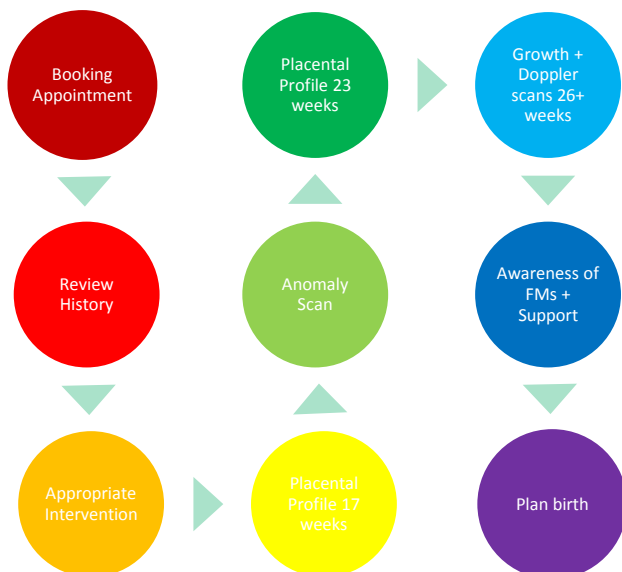 Booking
Appointment
Review
History
Appropriate
Intervention
Placental
Profile 17
weeks
Anomaly
Scan
Placental
Profile 23
weeks
Growth +
Doppler
scans 26+
weeks
Awareness of
FMs +
Support
Plan birth